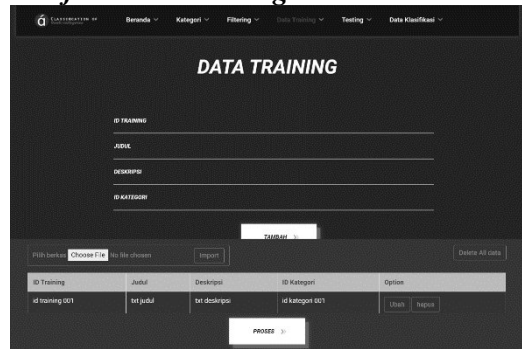 CLASSIFICATION OF
Beranda Kategori Filtering Data Training Testing Data Klasifikasi
DATA TRAINING
ID TRAINING
JUDUL
DESKRIPSI
ID KATEGORI
TAMBAH
Pilih berkas Choose File No file chosen Import Delete All data
ID Training Judul Deskripsi ID Kategori Option
id training 001 txt judul txt deskripsi id kategori 001 Ubah hapus
PROSES